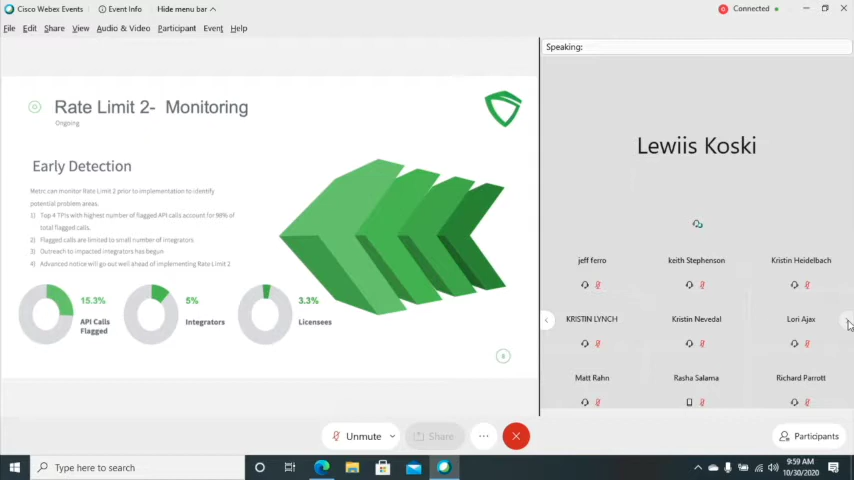 Cisco Webex Events
Event Info
Hide menu bar
Connected
File Edit Share View Audio & Video Participant Event Help
Speaking:
Rate Limit 2- Monitoring
Ongoing
Early Detection
Metrc can monitor Rate Limit 2 prior to implementation to identify
potential problem areas.
1) Top 4 TPIs with highest number of flagged API calls account for 98% of
total flagged calls.
2) Flagged calls are limited to small number of integrators
3) Outreach to impacted integrators has begun
4) Advanced notice will go out well ahead of implementing Rate Limit 2
15.3%
API Calls
Flagged
5%
Integrators
3.3%
Licensees
8
Lewiis Koski
jeff ferro
keith Stephenson
Kristin Heidelbach
KRISTIN LYNCH
Kristin Nevedal
Lori Ajax
Matt Rahn
Rasha Salama
Richard Parrott
Unmute
Share
Participants
Type here to search
9:59 AM
10/30/2020